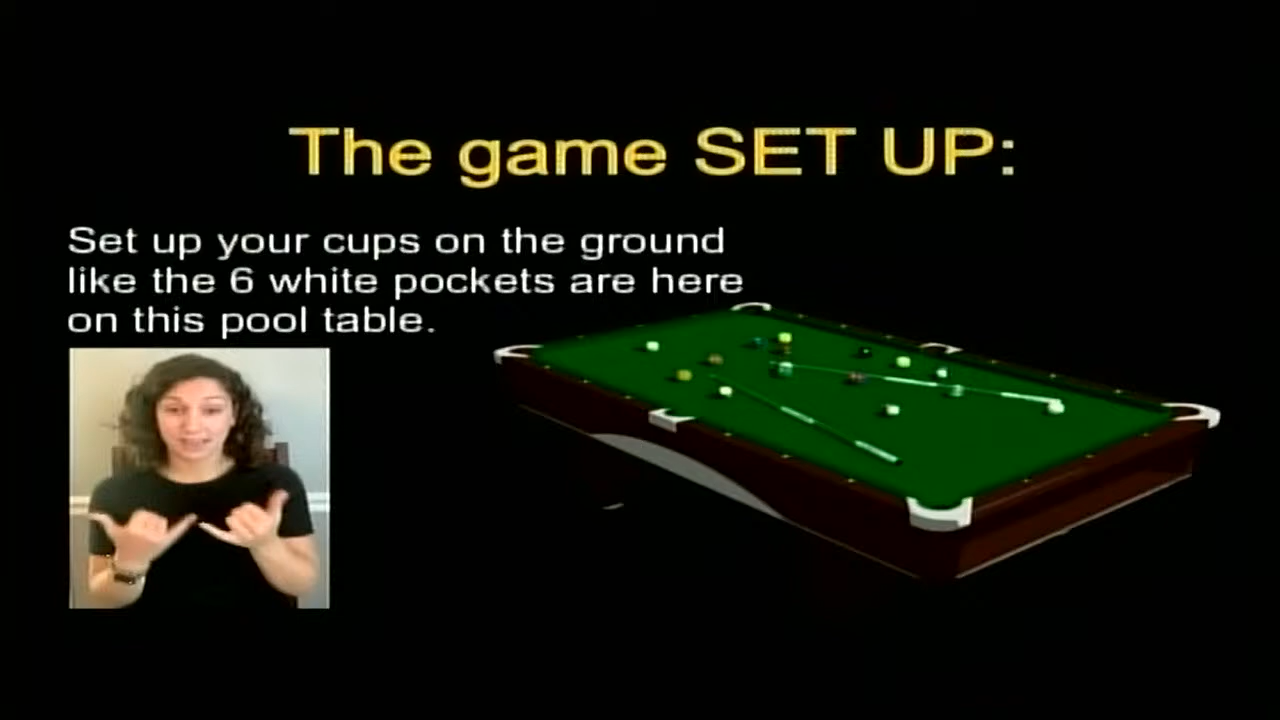 The game SET UP:
Set up your cups on the ground
like the 6 white pockets are here
on this pool table.